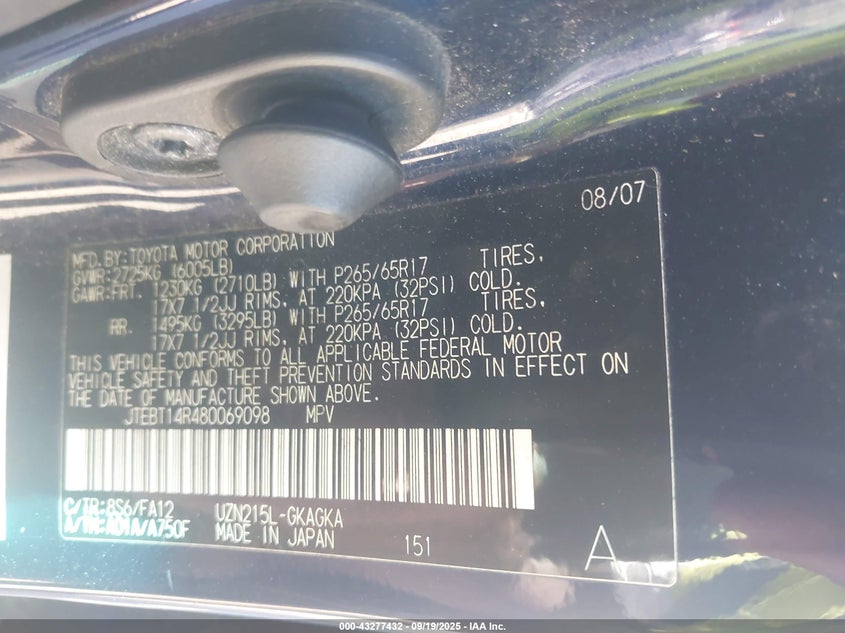 08/07
MFD.BY:TOYOTA MOTOR CORPORATION
GVWR:2725KG (6005LB)
GAWR:FRT. 1230KG (2710LB) WITH P265/65R17 TIRES,
17X7 1/2JJ RIMS, AT 220KPA (32PSI) COLD.
RR. 1495KG (3295LB) WITH P265/65R17 TIRES,
17X7 1/2JJ RIMS, AT 220KPA (32PSI) COLD.
THIS VEHICLE CONFORMS TO ALL APPLICABLE FEDERAL MOTOR
VEHICLE SAFETY AND THEFT PREVENTION STANDARDS IN EFFECT ON
THE DATE OF MANUFACTURE SHOWN ABOVE.
JTEBT14R480069098 MPV
C/TR:8S6/FA12 UZN215L-GKAGKA
A/TM:A01A/A750F MADE IN JAPAN 151 A
000-43277432 - 09/19/2025 - IAA Inc.